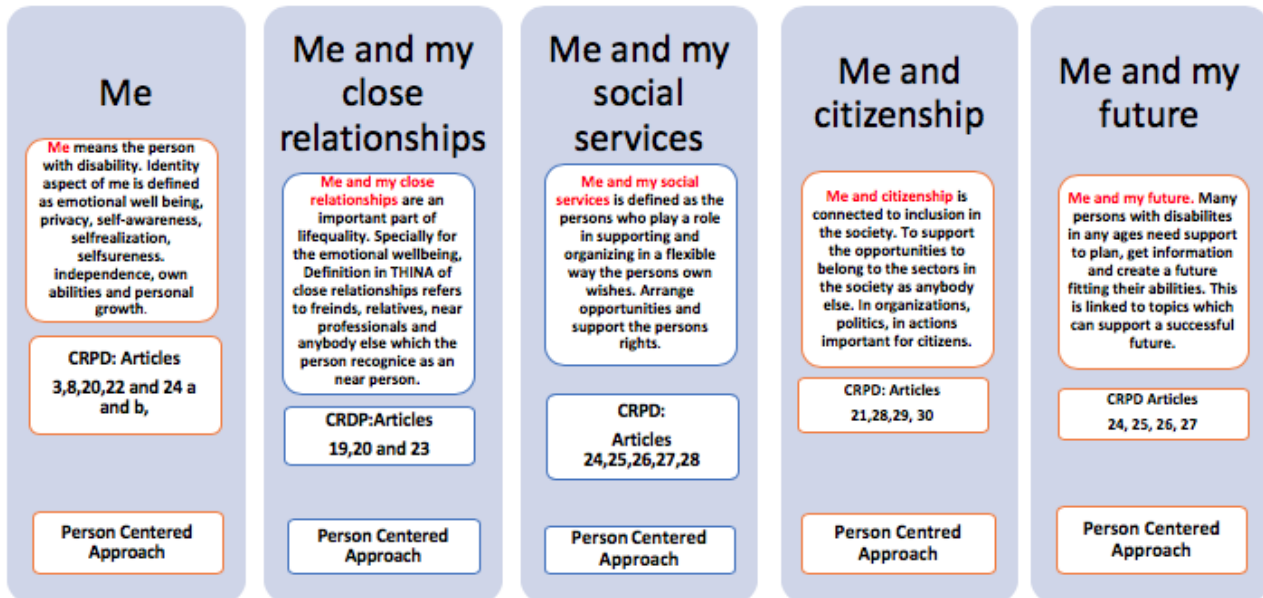 Me
Me means the person
with disability. Identity
aspect of me is defined
as emotional well being,
privacy, self-awareness,
selfrealization,
selfsureness.
independence, own
abilities and personal
growth.
CRPD: Articles
3,8,20,22 and 24 a
and b,
Person Centered
Approach
Me and my
close
relationships
Me and my close
relationships are an
important part of
lifequality. Specially for
the emotional wellbeing,
Definition in THINA of
close relationships refers
to freinds, relatives, near
professionals and
anybody else which the
person recognice as an
near person.
CRDP:Articles
19,20 and 23
Person Centered
Approach
Me and my
social
services
Me and my social
services is defined as the
persons who play a role
in supporting and
organizing in a flexible
way the persons own
wishes. Arrange
opportunities and
support the persons
rights.
CRPD:
Articles
24,25,26,27,28
Person Centered
Approach
Me and
citizenship
Me and citizenship is
connected to inclusion in
the society. To support
the opportunities to
belong to the sectors in
the society as anybody
else. In organizations,
politics, in actions
important for citizens.
CRPD: Articles
21,28,29, 30
Person Centred
Approach
Me and my
future
Me and my future. Many
persons with disabilites
in any ages need support
to plan, get information
and create a future
fitting their abilities. This
is linked to topics which
can support a successful
future.
CRPD Articles
24, 25, 26, 27
Person Centered
Approach